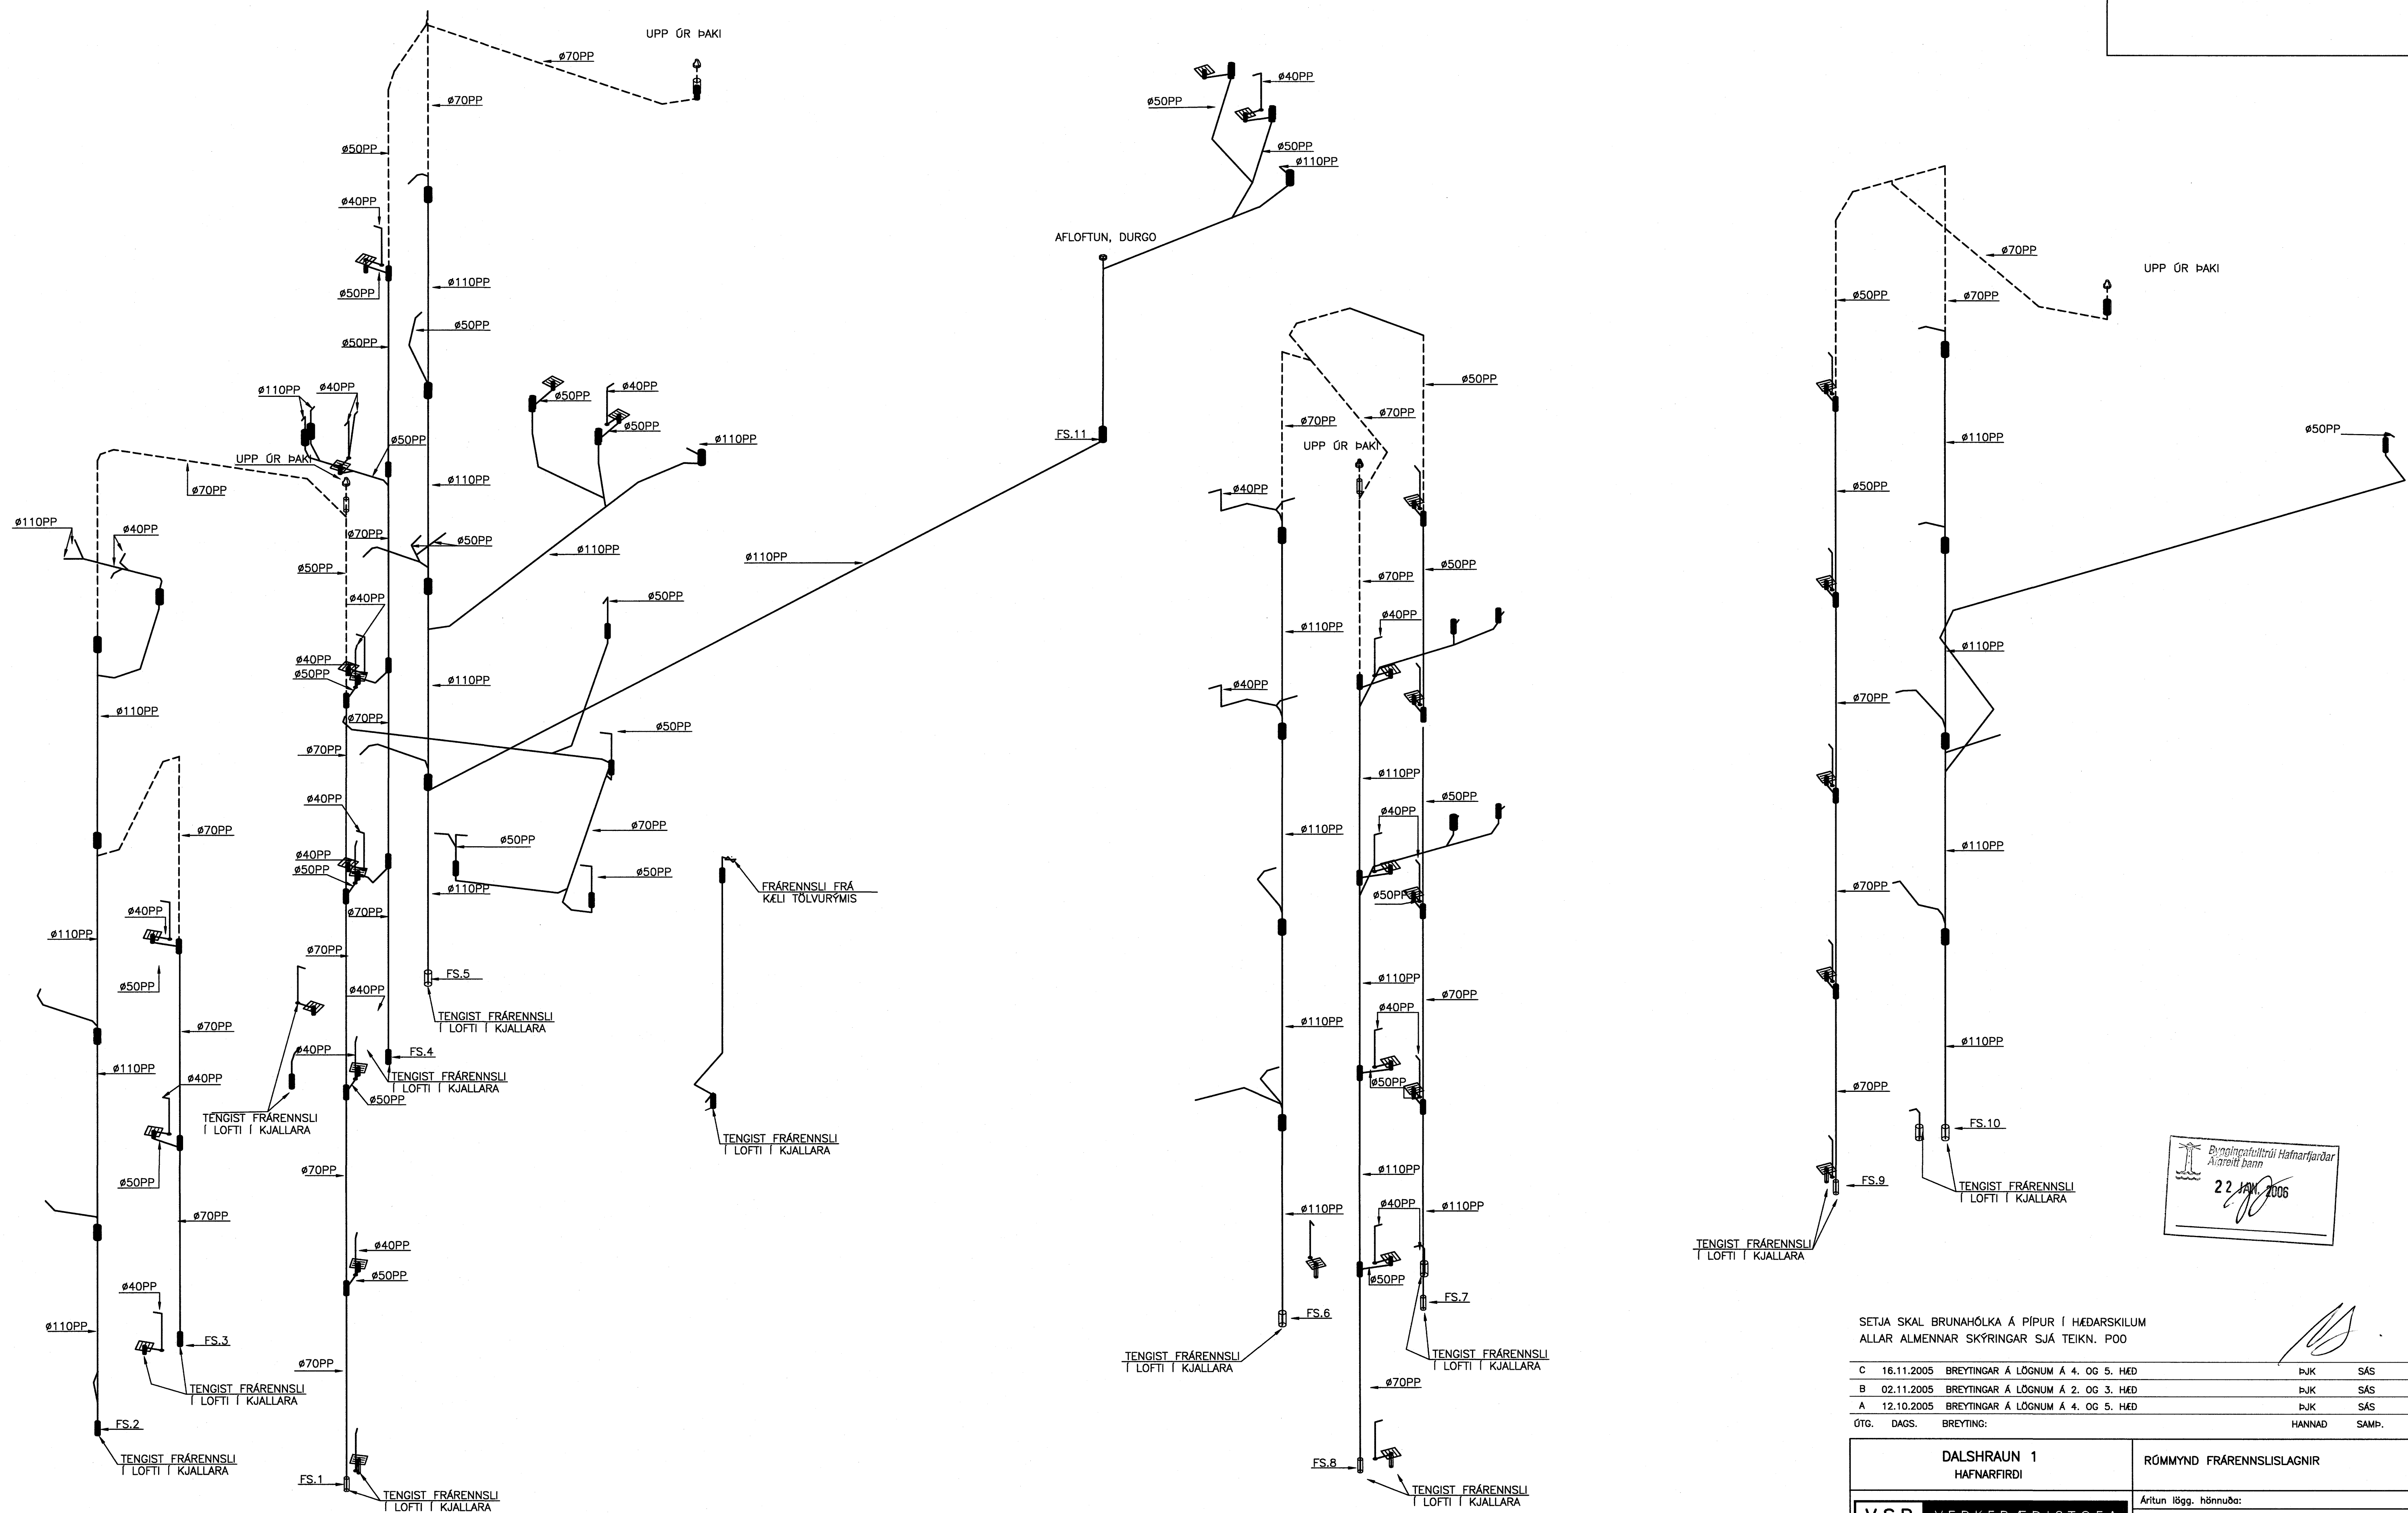 UPP ÚR ÞAKI
ø70PP
ø70PP
ø50PP
ø40PP
ø50PP
ø110PP
ø50PP
ø50PP
ø110PP
ø40PP
ø50PP
UPP ÚR ÞAKI
ø70PP
ø50PP
ø40PP
ø50PP
ø110PP
ø110PP
ø110PP
ø40PP
ø70PP
ø50PP
ø50PP
ø110PP
ø110PP
ø40PP
ø50PP
ø40PP
ø50PP
ø110PP
ø110PP
ø70PP
ø70PP
ø50PP
ø40PP
ø50PP
ø70PP
ø70PP
ø40PP
ø50PP
ø110PP
ø50PP
FRÁRENNSLI FRÁ
KÆLI TÖLVURÝMIS
ø40PP
ø110PP
ø50PP
ø70PP
ø70PP
ø40PP
FS.5
TENGIST FRÁRENNSLI
Í LOFTI Í KJALLARA
ø70PP
ø40PP
FS.4
TENGIST FRÁRENNSLI
Í LOFTI Í KJALLARA
ø110PP
ø40PP
ø50PP
TENGIST FRÁRENNSLI
Í LOFTI Í KJALLARA
TENGIST FRÁRENNSLI
Í LOFTI Í KJALLARA
ø50PP
ø70PP
ø70PP
ø40PP
ø50PP
ø40PP
ø110PP
FS.3
ø70PP
TENGIST FRÁRENNSLI
Í LOFTI Í KJALLARA
FS.2
TENGIST FRÁRENNSLI
Í LOFTI Í KJALLARA
FS.1
TENGIST FRÁRENNSLI
Í LOFTI Í KJALLARA
ø40PP
ø50PP
ø50PP
ø110PP
AFLOFTUN, DURGO
FS.11
ø50PP
ø70PP
ø70PP
UPP ÚR ÞAKI
ø40PP
ø50PP
ø70PP
ø40PP
ø110PP
ø40PP
ø110PP
ø50PP
ø40PP
ø110PP
ø50PP
ø110PP
ø70PP
ø40PP
ø110PP
ø50PP
ø110PP
ø40PP
ø110PP
ø110PP
ø50PP
FS.7
FS.6
TENGIST FRÁRENNSLI
Í LOFTI Í KJALLARA
TENGIST FRÁRENNSLI
Í LOFTI Í KJALLARA
ø70PP
FS.8
TENGIST FRÁRENNSLI
Í LOFTI Í KJALLARA
ø70PP
UPP ÚR ÞAKI
ø50PP
ø70PP
ø50PP
ø110PP
ø50PP
ø110PP
ø70PP
ø110PP
ø70PP
ø110PP
ø70PP
FS.10
FS.9
TENGIST FRÁRENNSLI
Í LOFTI Í KJALLARA
TENGIST FRÁRENNSLI
Í LOFTI Í KJALLARA
Byggingafulltrúi Hafnarfjarðar
Afgreitt þann
22 JAN. 2006
SETJA SKAL BRUNAHÓLKA Á PÍPUR Í HÆÐARSKILUM
ALLAR ALMENNAR SKÝRINGAR SJÁ TEIKN. P00
C 16.11.2005 BREYTINGAR Á LÖGNUM Á 4. OG 5. HÆÐ ÞJK SÁS
B 02.11.2005 BREYTINGAR Á LÖGNUM Á 2. OG 3. HÆÐ ÞJK SÁS
A 12.10.2005 BREYTINGAR Á LÖGNUM Á 4. OG 5. HÆÐ ÞJK SÁS
ÚTG. DAGS. BREYTING: HANNAÐ SAMÞ.
DALSHRAUN 1
HAFNARFIRÐI
RÚMMYND FRÁRENNSLISLAGNIR
Áritun lögg. hönnuða: